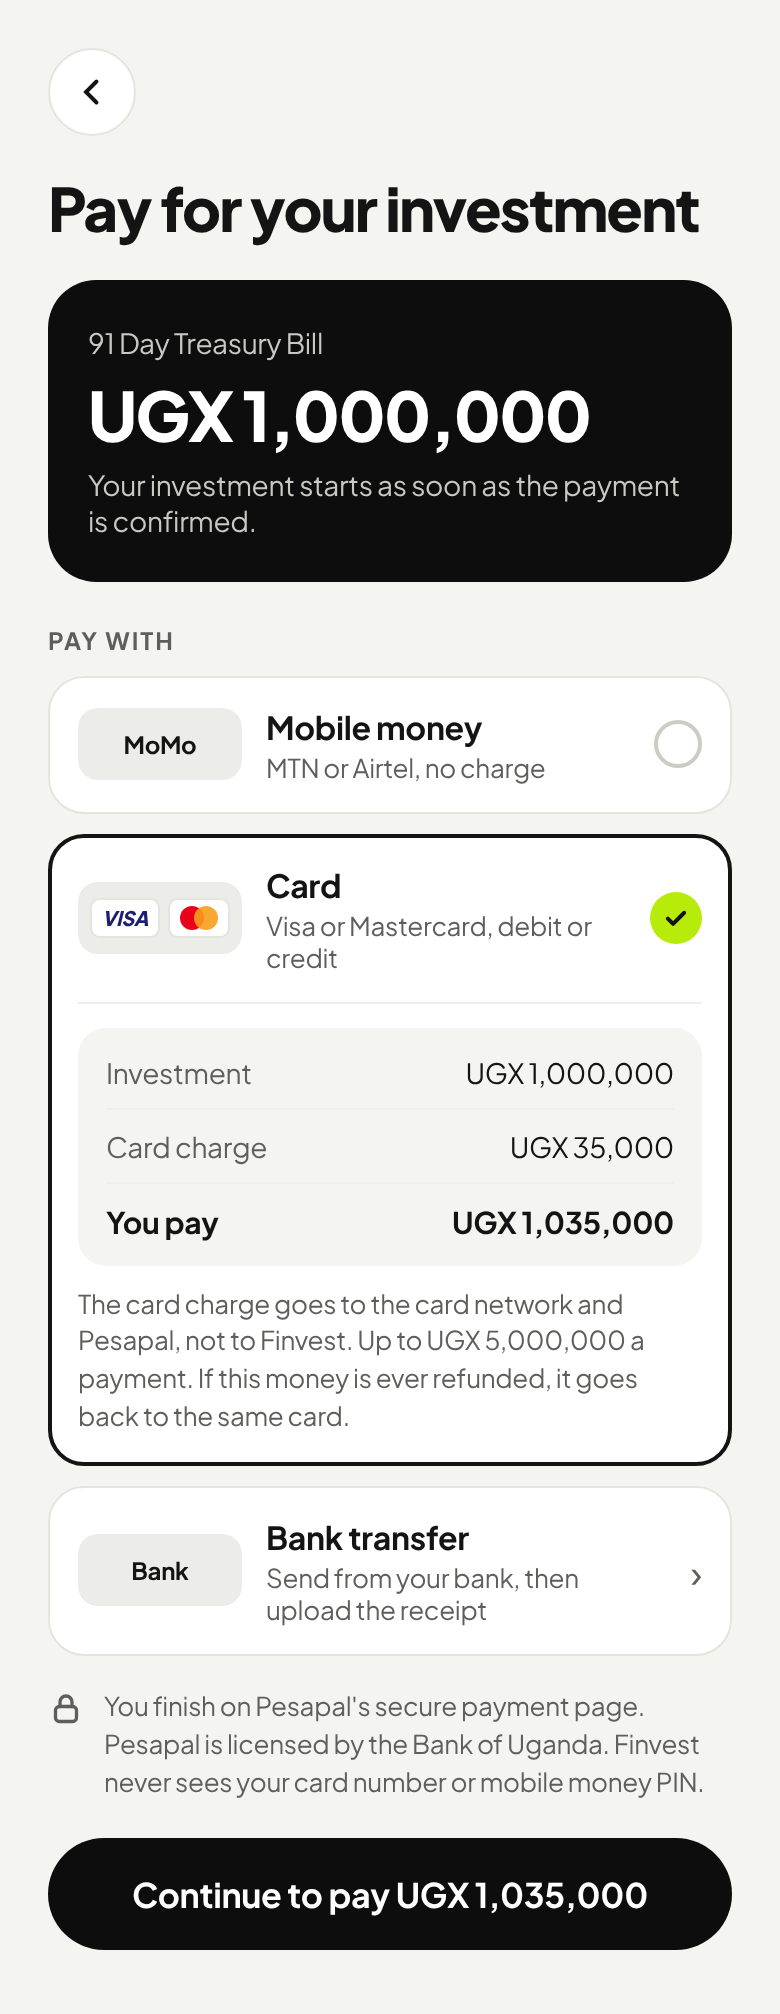 Pay for your investment
91 Day Treasury Bill
UGX 1,000,000
Your investment starts as soon as the payment
is confirmed.
PAY WITH
MoMo
Mobile money
MTN or Airtel, no charge
VISA
Card
Visa or Mastercard, debit or
credit
Investment UGX 1,000,000
Card charge UGX 35,000
You pay UGX 1,035,000
The card charge goes to the card network and
Pesapal, not to Finvest. Up to UGX 5,000,000 a
payment. If this money is ever refunded, it goes
back to the same card.
Bank
Bank transfer
Send from your bank, then
upload the receipt
You finish on Pesapal's secure payment page.
Pesapal is licensed by the Bank of Uganda. Finvest
never sees your card number or mobile money PIN.
Continue to pay UGX 1,035,000